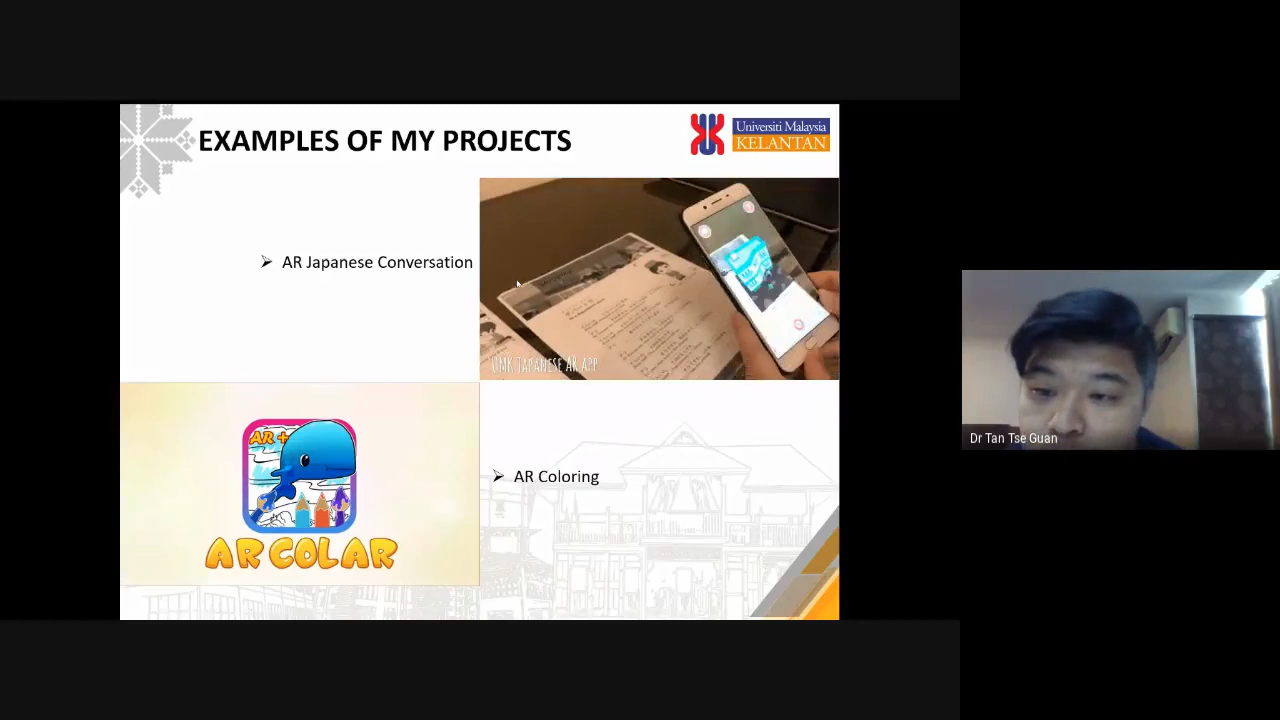 EXAMPLES OF MY PROJECTS
Universiti Malaysia
KELANTAN
AR Japanese Conversation
UMK JAPANESE AR APP
AR+
AR COLAR
AR Coloring
Dr Tan Tse Guan